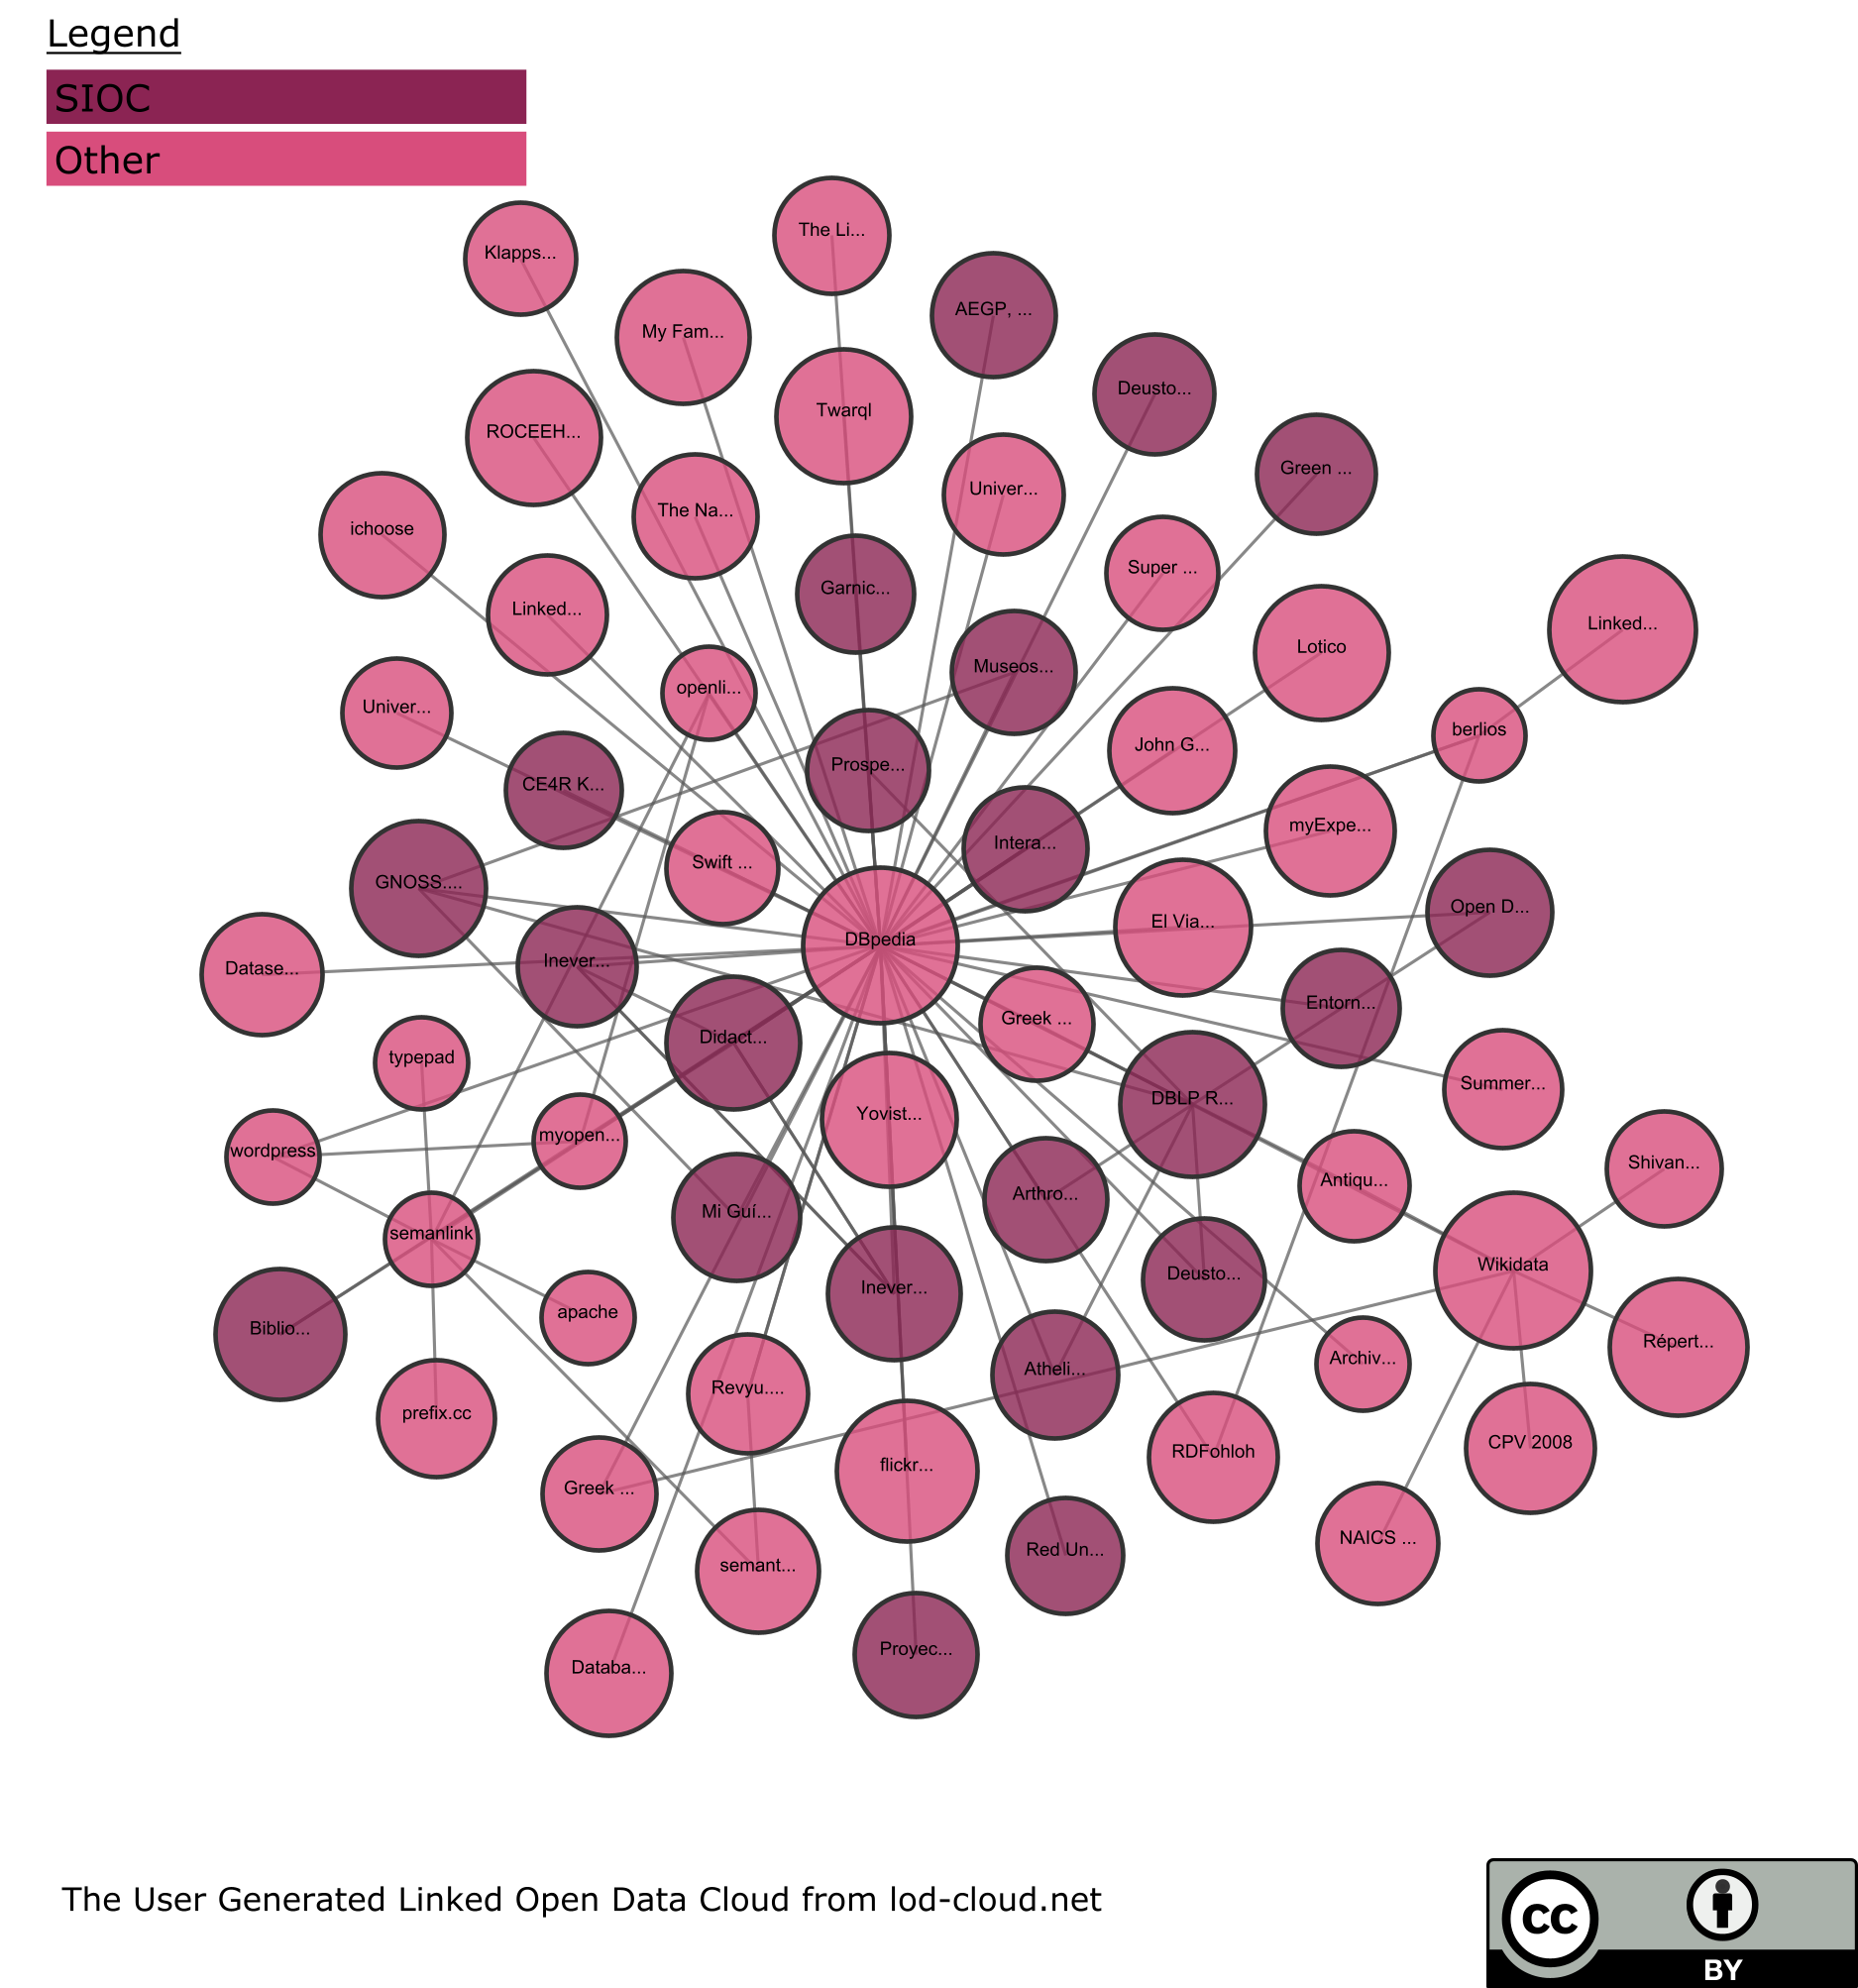 Legend
SIOC
Other
The Li...
Klapps...
AEGP, ...
My Fam...
Deusto...
Twarql
ROCEEH...
Green ...
Univer...
The Na...
ichoose
Super ...
Garnic...
Linked...
Linked...
Lotico
Museos...
openli...
Univer...
berlios
John G...
Prospe...
CE4R K...
myExpe...
Intera...
Swift ...
GNOSS....
Open D...
El Via...
DBpedia
Inever...
Datase...
Entorn...
Greek ...
Didact...
typepad
Summer...
DBLP R...
Yovist...
myopen...
wordpress
Shivan...
Antiqu...
Arthro...
Mi Guí...
semanlink
Wikidata
Deusto...
Inever...
apache
Biblio...
Répert...
Archiv...
Atheli...
Revyu....
prefix.cc
CPV 2008
RDFohloh
flickr...
Greek ...
NAICS ...
Red Un...
semant...
Proyec...
Databa...
The User Generated Linked Open Data Cloud from lod-cloud.net
cc
BY